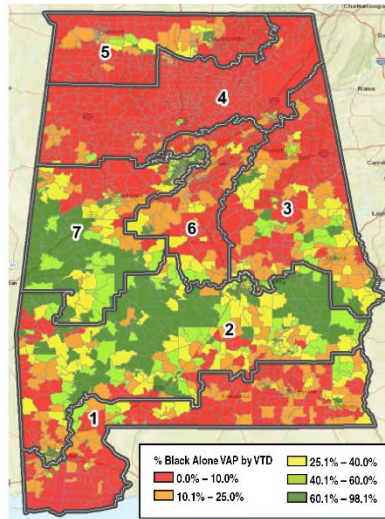 5
4
3
7
6
2
1
% Black Alone VAP by VTD
0.0% – 10.0%
10.1% – 25.0%
25.1% – 40.0%
40.1% – 60.0%
60.1% – 98.1%
Rome